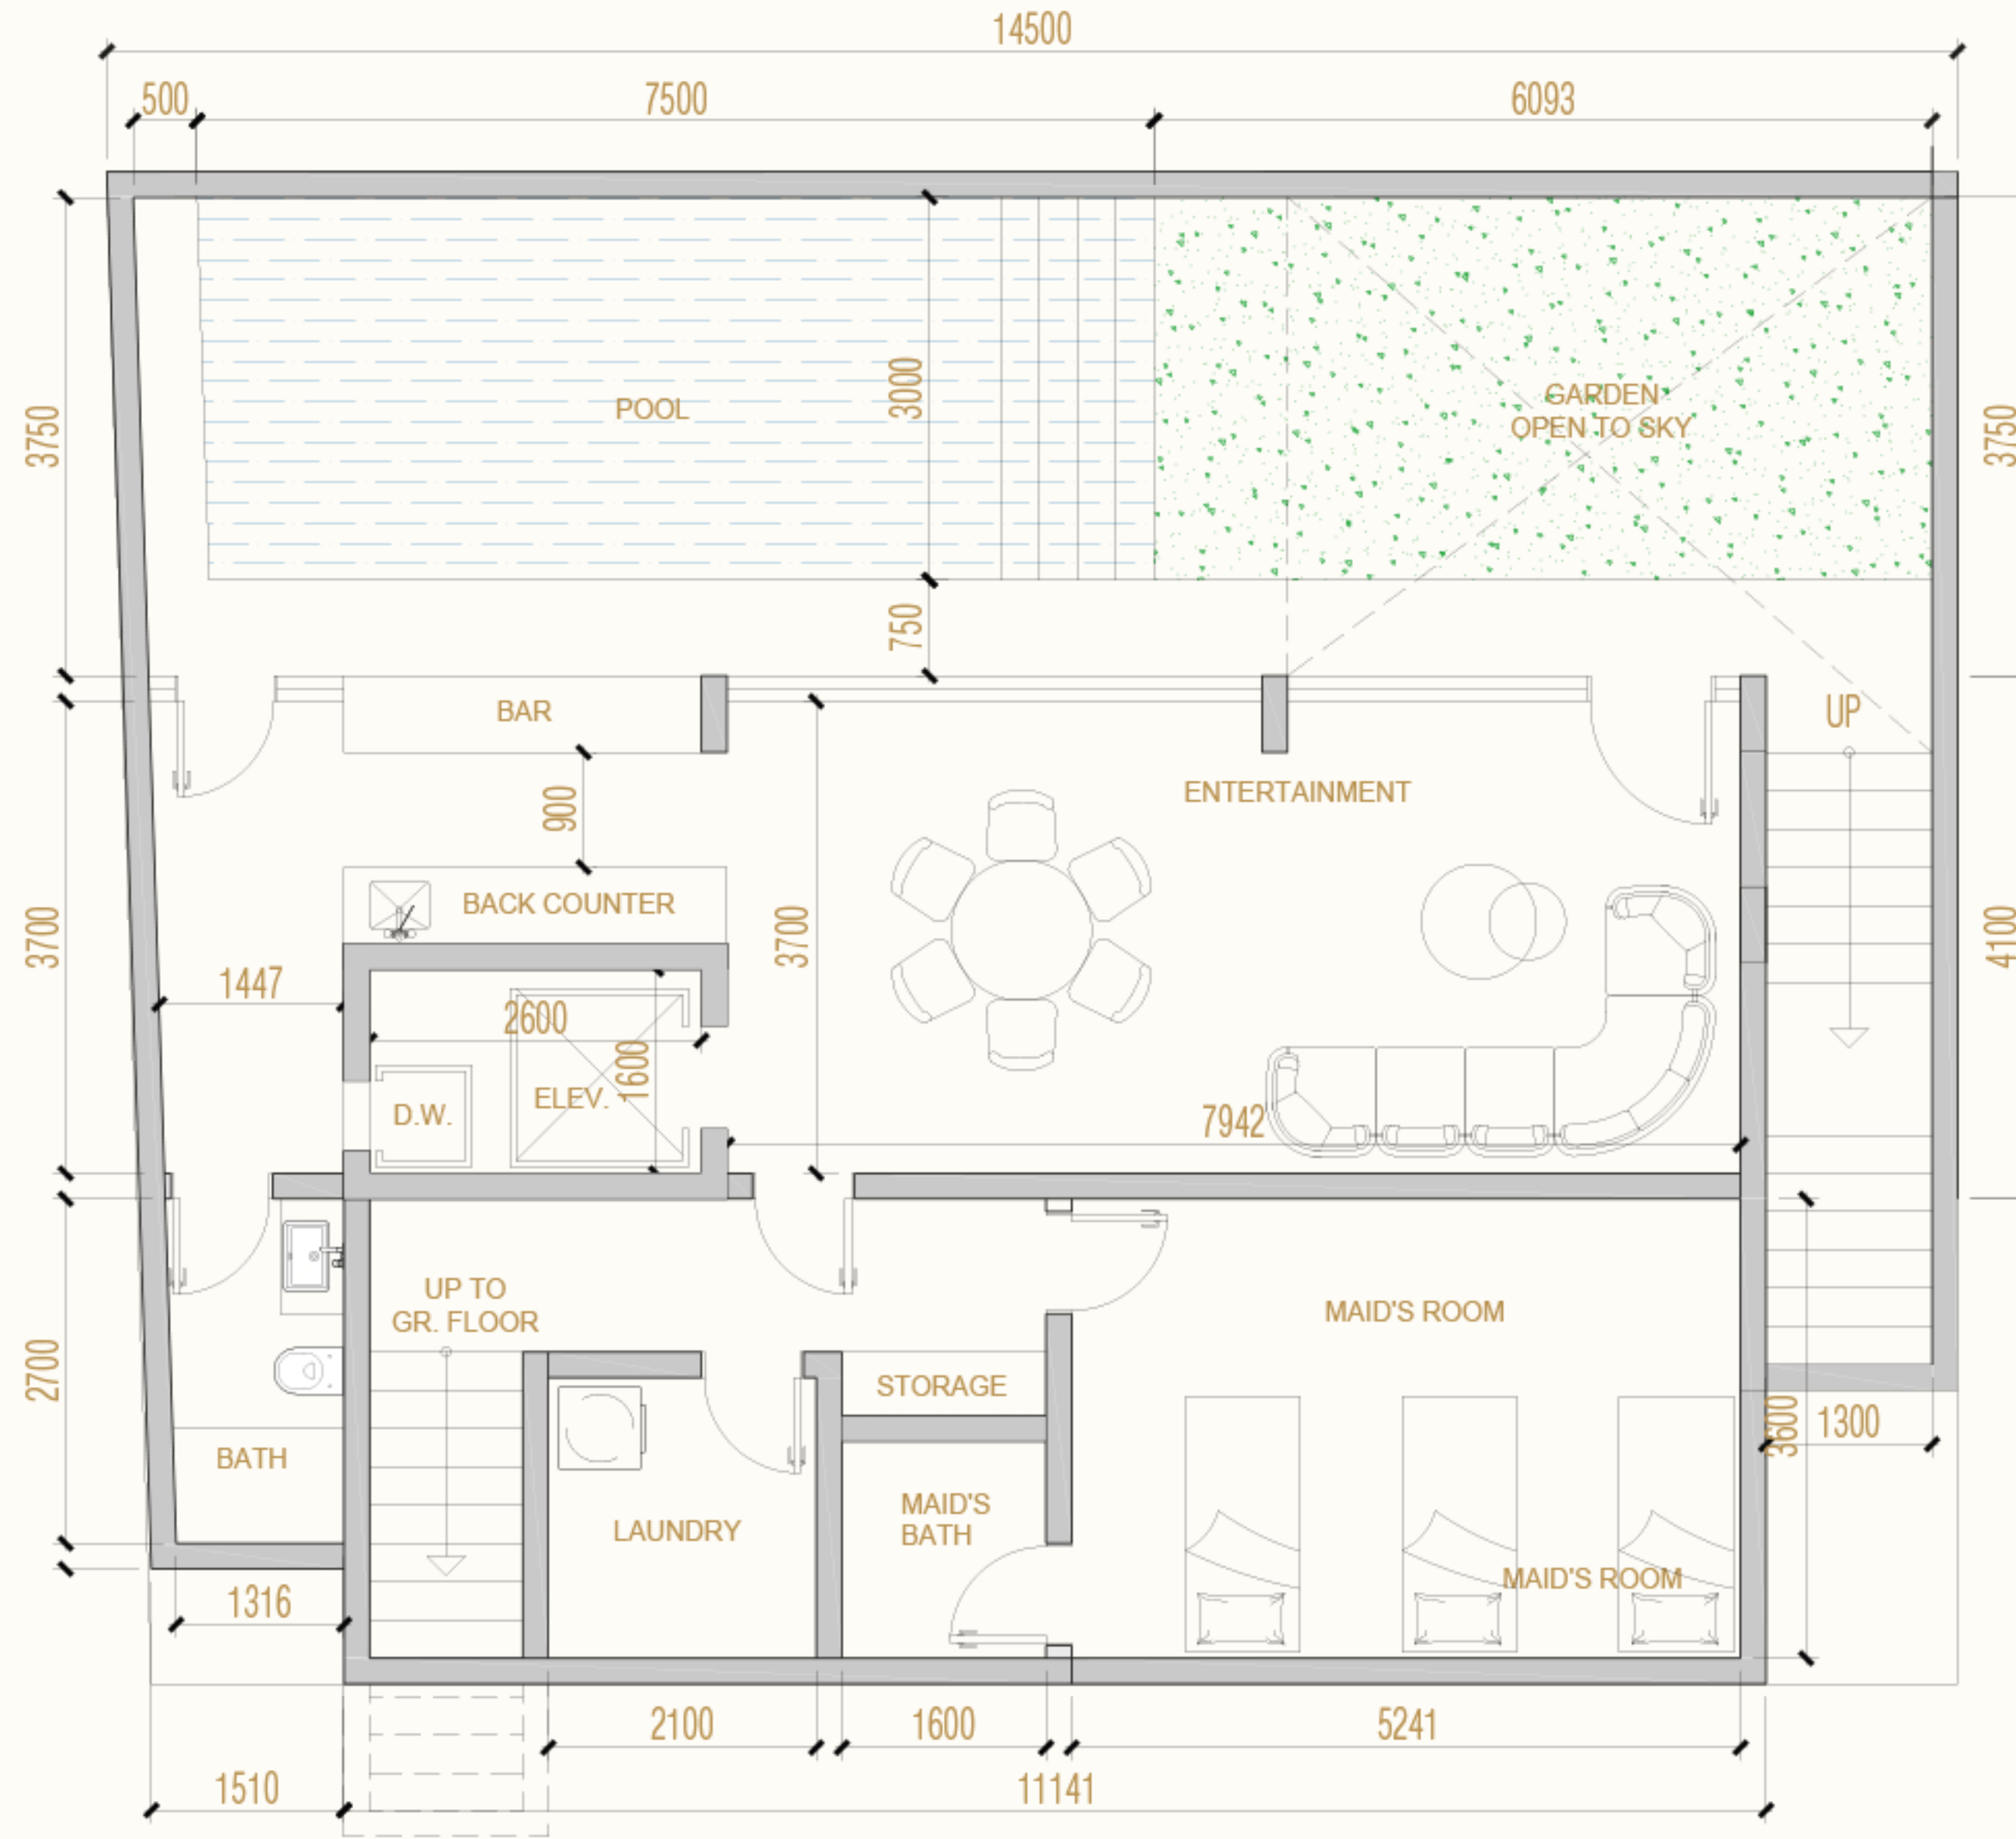 14500
500
7500
6093
3750
3000
POOL
GARDEN
OPEN TO SKY
3750
750
BAR
UP
ENTERTAINMENT
900
BACK COUNTER
3700
3700
4100
1447
2600
1600
D.W.
ELEV.
7942
UP TO
GR. FLOOR
MAID'S ROOM
2700
STORAGE
3600
1300
BATH
MAID'S
BATH
LAUNDRY
MAID'S ROOM
1316
2100
1600
5241
1510
11141